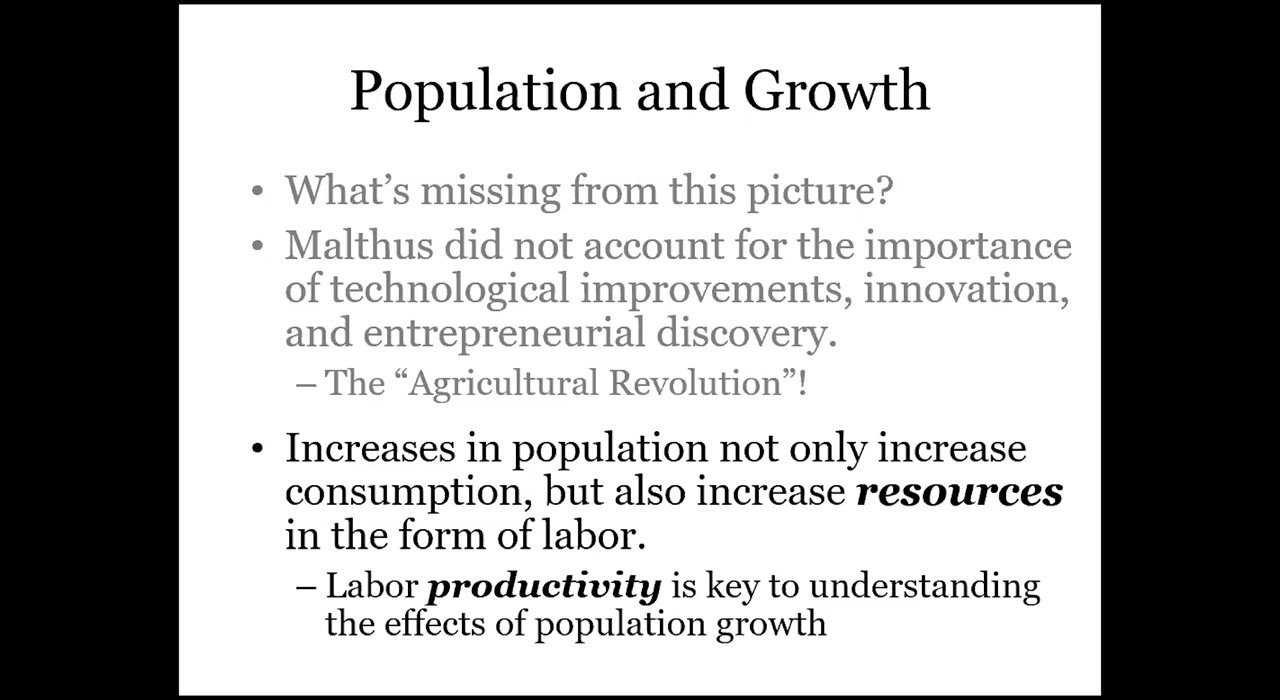 Population and Growth
• What’s missing from this picture?
• Malthus did not account for the importance
of technological improvements, innovation,
and entrepreneurial discovery.
– The “Agricultural Revolution”!
• Increases in population not only increase
consumption, but also increase resources
in the form of labor.
– Labor productivity is key to understanding
the effects of population growth